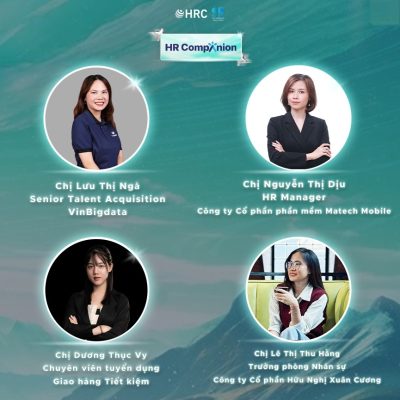 HRC
HR Companion
Chị Lưu Thị Ngà
Senior Talent Acquisition
VinBigdata
Chị Nguyễn Thị Dịu
HR Manager
Công ty Cổ phần phần mềm Matech Mobile
Chị Dương Thục Vy
Chuyên viên tuyển dụng
Giao hàng Tiết kiệm
Chị Lê Thị Thu Hằng
Trưởng phòng Nhân sự
Công ty Cổ phần Hữu Nghị Xuân Cương